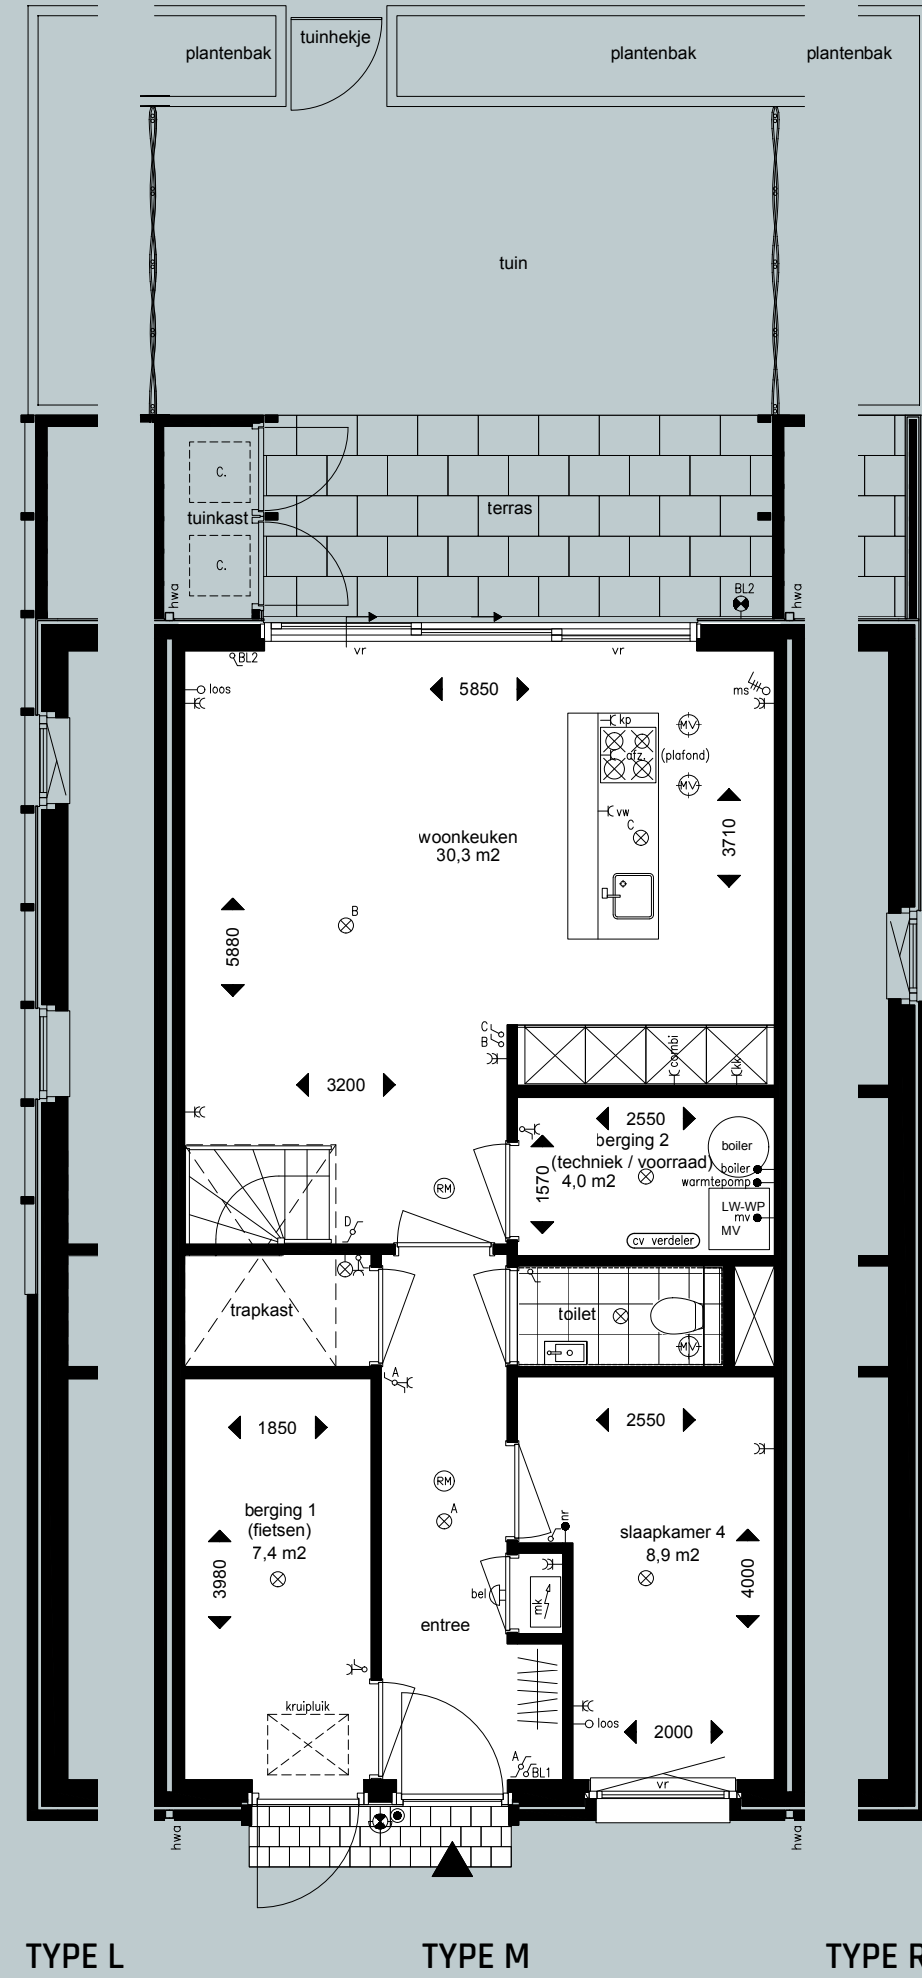 tuinhekje
plantenbak
plantenbak
plantenbak
tuin
c.
tuinkast
terras
c.
BL2
hwa
hwa
vr
vr
BL2
loos
5850
ms
kp
MV
afz.
(plafond)
MV
vw
C
3710
woonkeuken
30,3 m2
B
5880
C
B
combi
kk
3200
2550
berging 2
(techniek / voorraad)
4,0 m2
1570
boiler
boiler
warmtepomp
LW-WP
mv
MV
cv verdeler
RM
D
trapkast
toilet
MV
A
1850
2550
berging 1
(fietsen)
7,4 m2
3980
RM
A
nr
slaapkamer 4
8,9 m2
4000
bel
mk
entree
kruipluik
loos
2000
A
BL1
vr
hwa
hwa
TYPE L
TYPE M
TYPE R